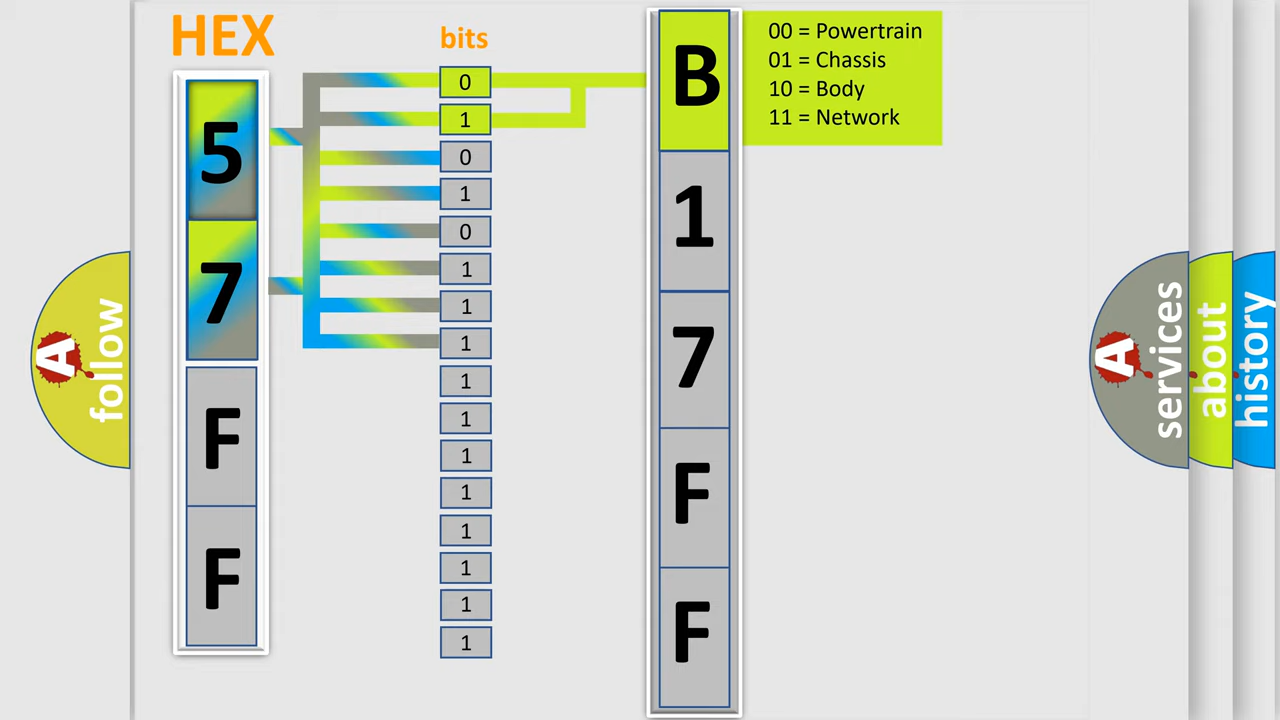 HEX
bits
5
7
F
F
0
1
0
1
0
1
1
1
1
1
1
1
1
1
1
1
B
1
7
F
F
00 = Powertrain
01 = Chassis
10 = Body
11 = Network
A
follow
A
services
about
history